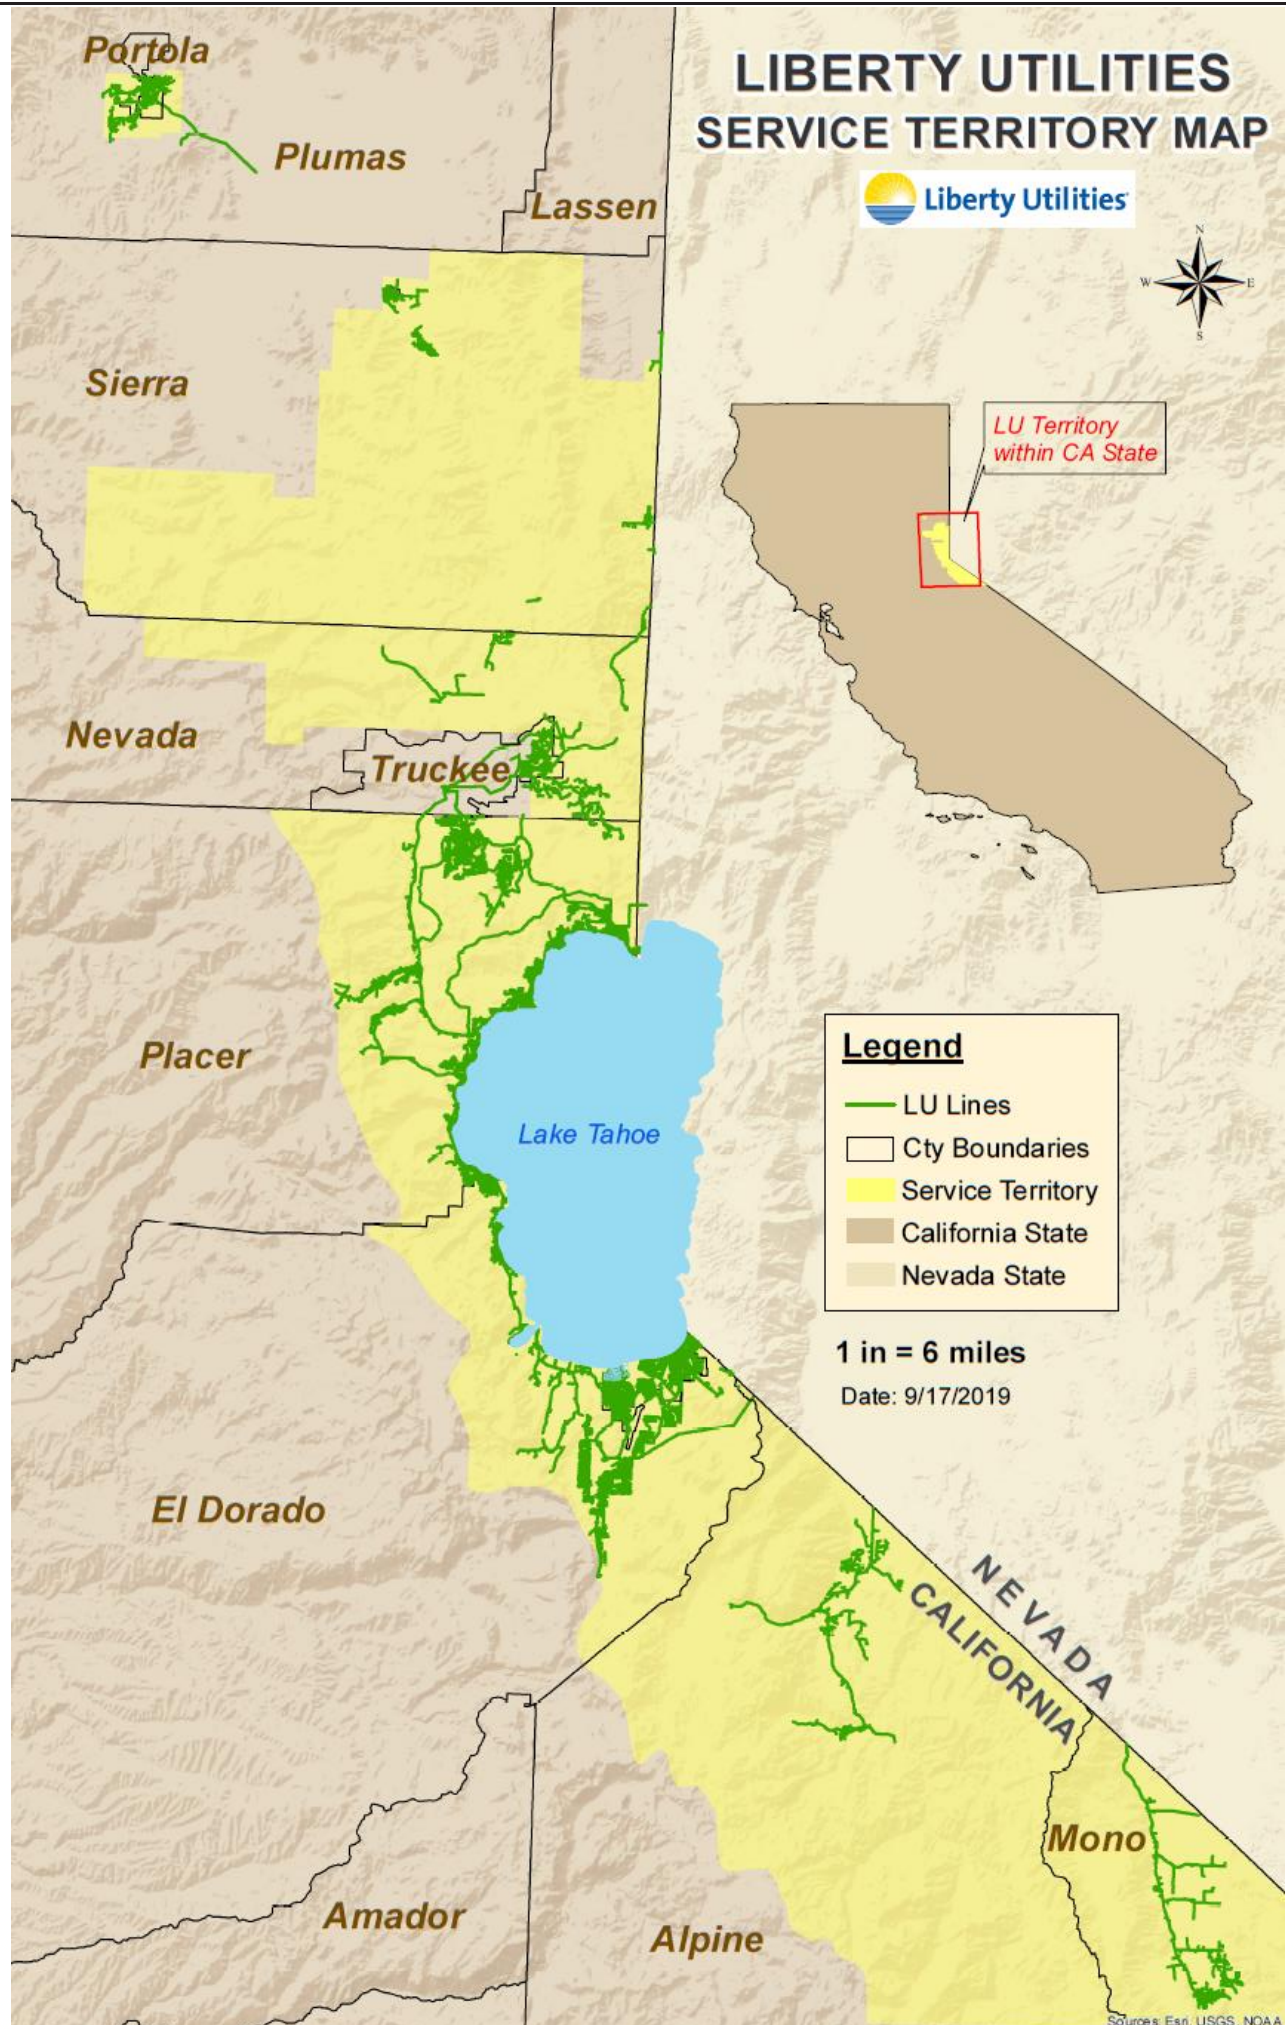 LIBERTY UTILITIES
SERVICE TERRITORY MAP
Liberty Utilities
N
W
E
S
Portola
Plumas
Lassen
Sierra
LU Territory
within CA State
Nevada
Truckee
Placer
Lake Tahoe
Legend
LU Lines
Cty Boundaries
Service Territory
California State
Nevada State
1 in = 6 miles
Date: 9/17/2019
El Dorado
NEVADA
CALIFORNIA
Mono
Amador
Alpine
Sources: Esri, USGS, NOAA